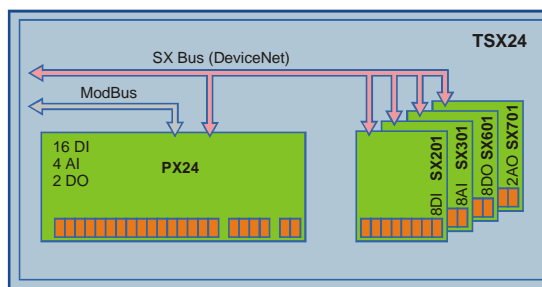 TSX24
SX Bus (DeviceNet)
ModBus
16 DI
4 AI
2 DO
PX24
8DI SX201
8AI SX301
8DO SX601
2AO SX701